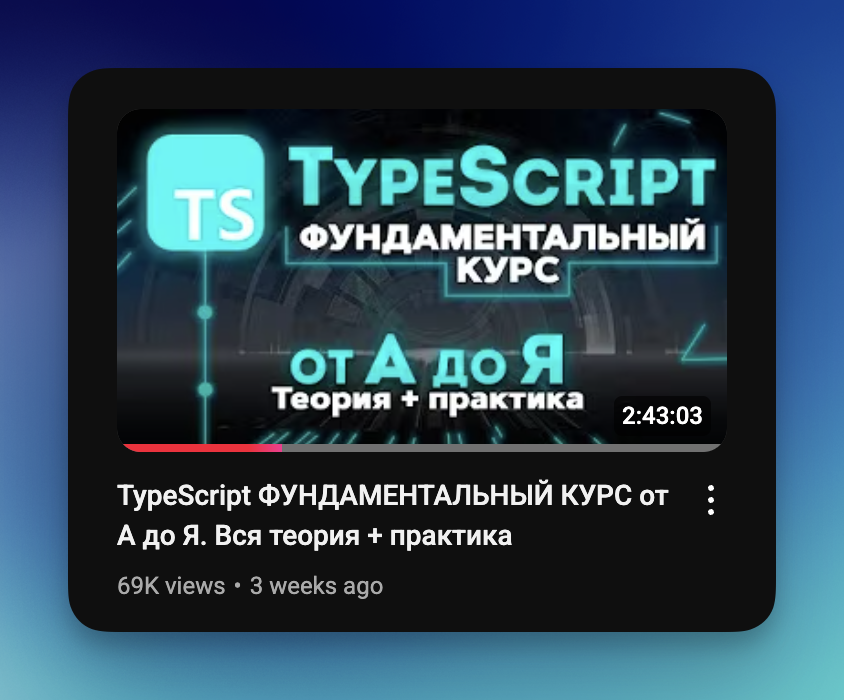 TS
TypeScript
ФУНДАМЕНТАЛЬНЫЙ
КУРС
от А до Я
Теория + практика
2:43:03
TypeScript ФУНДАМЕНТАЛЬНЫЙ КУРС от
А до Я. Вся теория + практика
69K views • 3 weeks ago